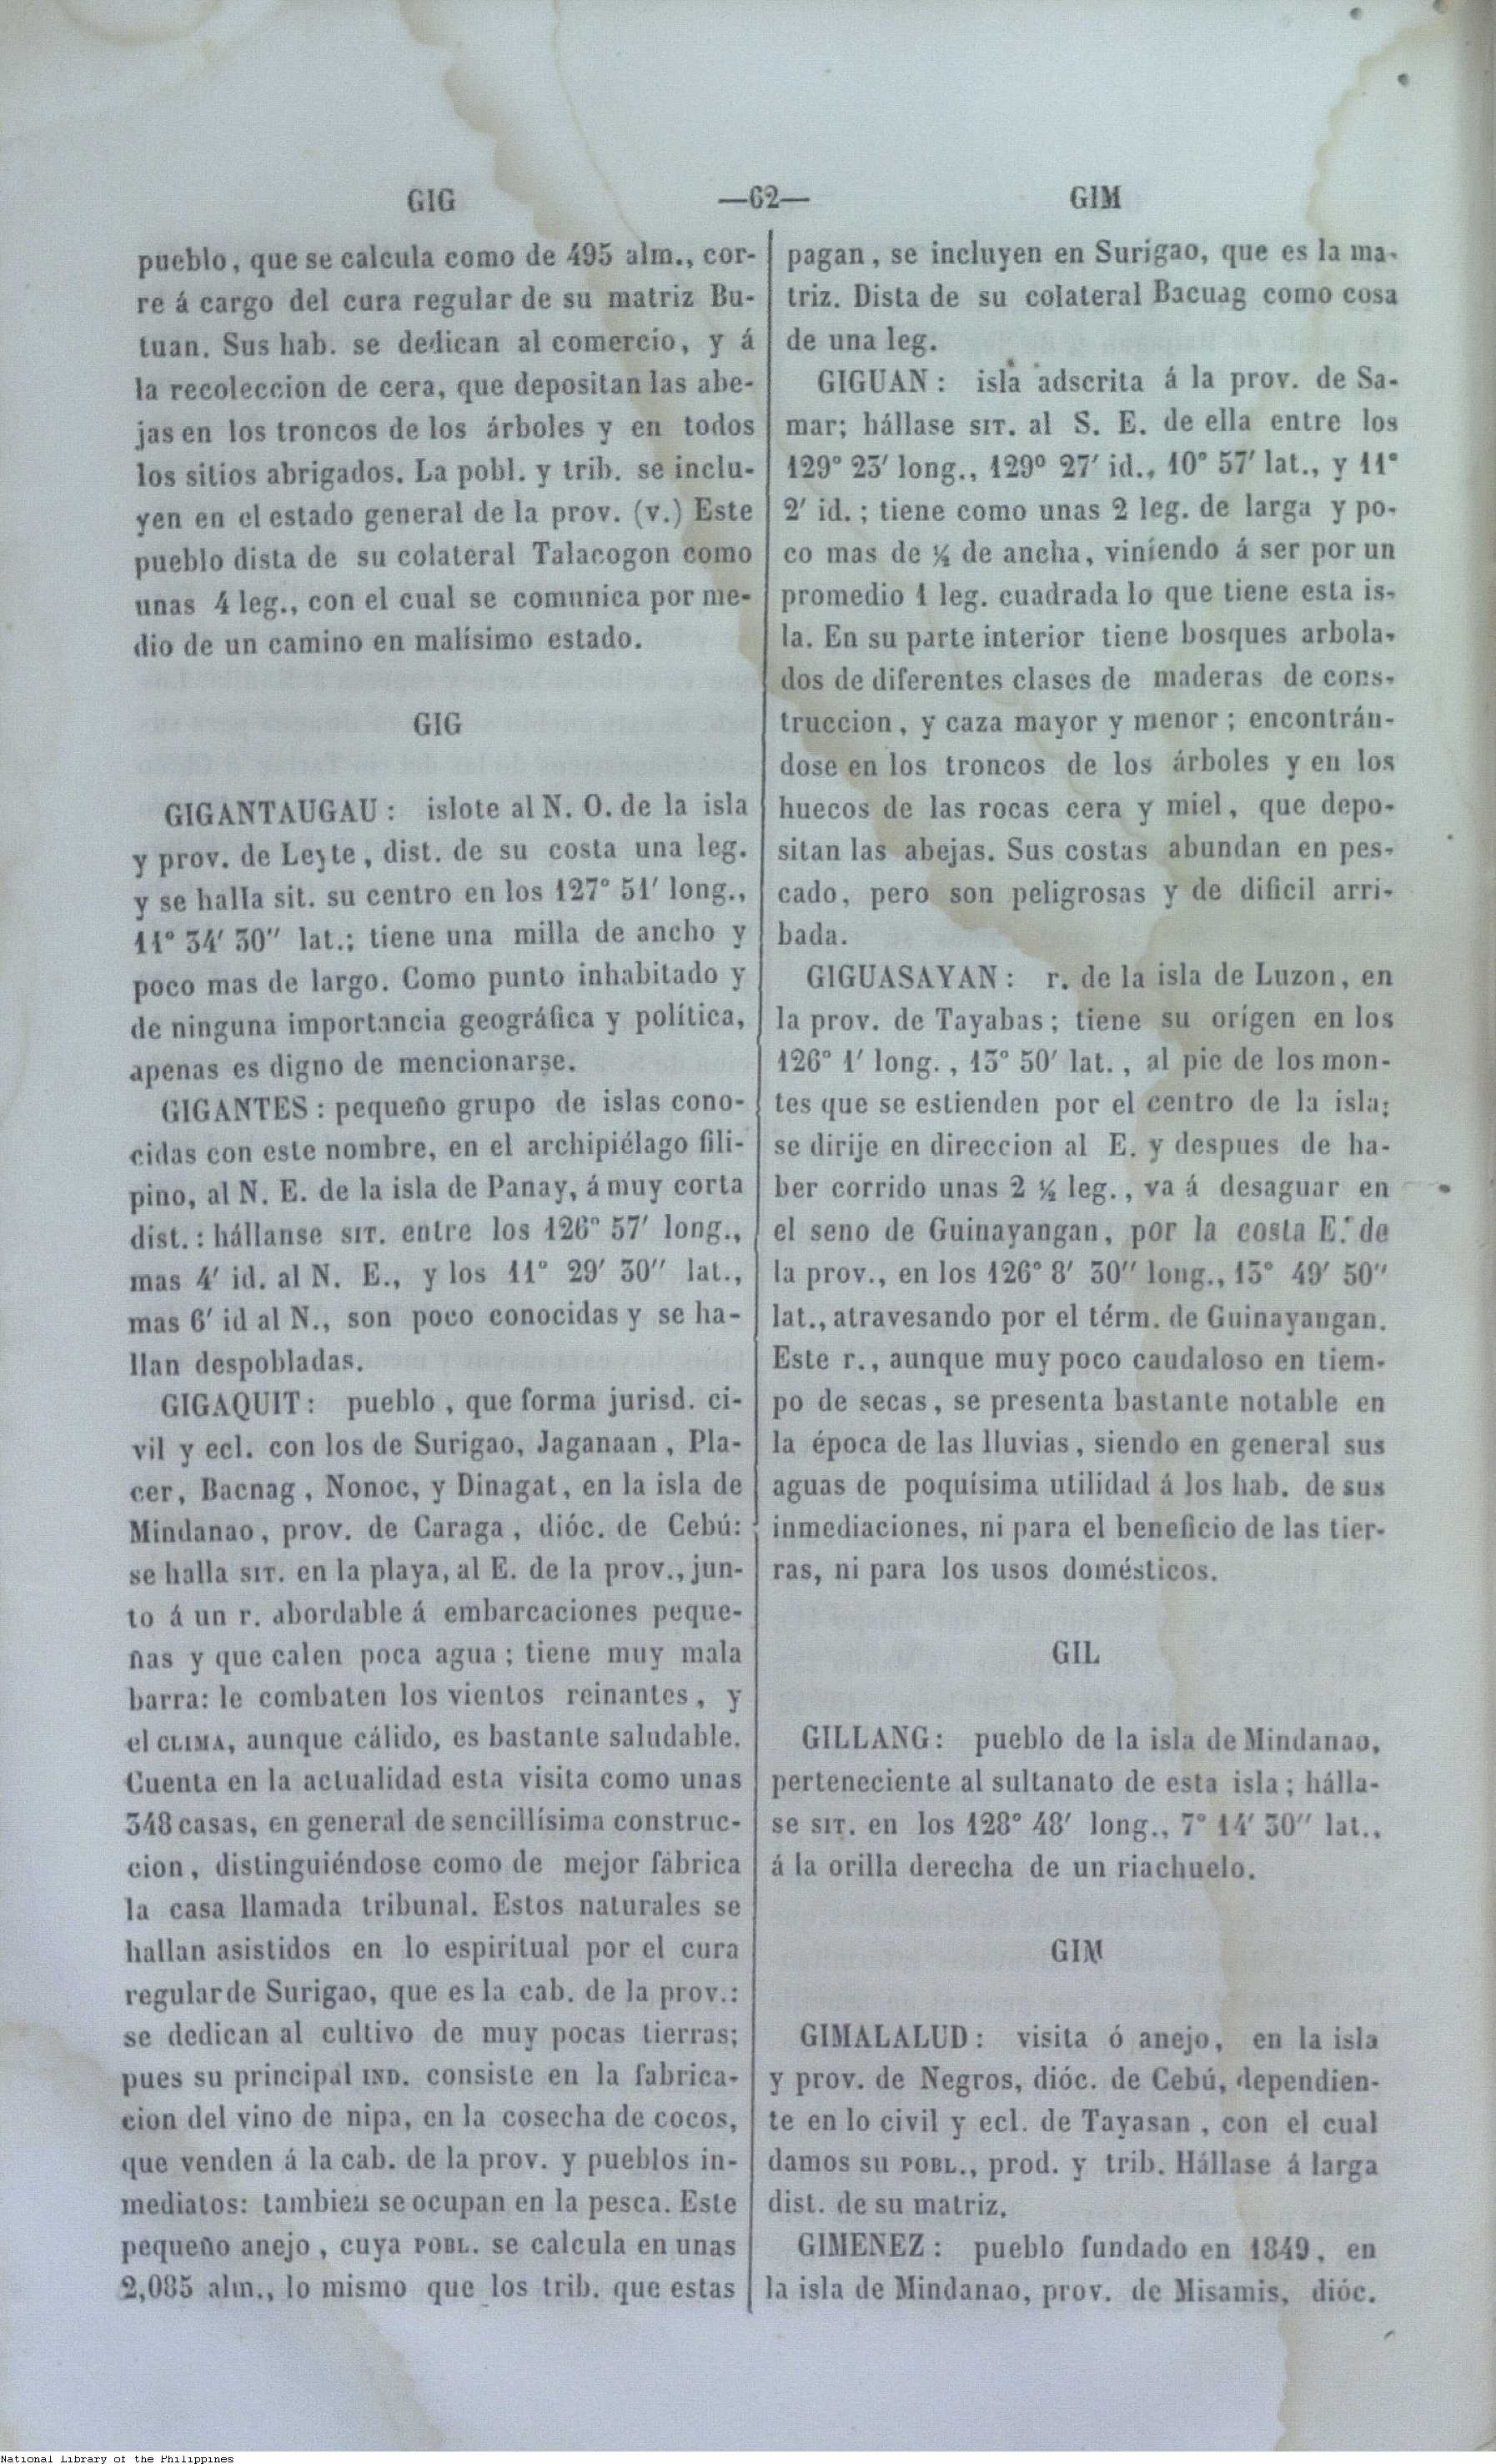 GIG —62— GIM
pueblo, que se calcula como de 495 alm., cor-
re á cargo del cura regular de su matriz Bu-
tuan. Sus hab. se dedican al comercio, y á
la recoleccion de cera, que depositan las abe-
jas en los troncos de los árboles y en todos
los sitios abrigados. La pobl. y trib. se inclu-
yen en el estado general de la prov. (v.) Este
pueblo dista de su colateral Talacogon como
unas 4 leg., con el cual se comunica por me-
dio de un camino en malísimo estado.
GIG
GIGANTAUGAU: islote al N. O. de la isla
y prov. de Leyte, dist. de su costa una leg.
y se halla sit. su centro en los 127° 51′ long.,
11° 34′ 30″ lat.; tiene una milla de ancho y
poco mas de largo. Como punto inhabitado y
de ninguna importancia geográfica y política,
apenas es digno de mencionarse.
GIGANTES: pequeño grupo de islas cono-
cidas con este nombre, en el archipiélago fili-
pino, al N. E. de la isla de Panay, á muy corta
dist.: hállanse SIT. entre los 126° 57′ long.,
mas 4′ id. al N. E., y los 11° 29′ 30″ lat.,
mas 6′ id al N., son poco conocidas y se ha-
llan despobladas.
GIGAQUIT: pueblo, que forma jurisd. ci-
vil y ecl. con los de Surigao, Jaganaan, Pla-
cer, Bacnag, Nonoc, y Dinagat, en la isla de
Mindanao, prov. de Caraga, dióc. de Cebú:
se halla SIT. en la playa, al E. de la prov., jun-
to á un r. abordable á embarcaciones peque-
ñas y que calen poca agua; tiene muy mala
barra: le combaten los vientos reinantes, y
el CLIMA, aunque cálido, es bastante saludable.
Cuenta en la actualidad esta visita como unas
348 casas, en general de sencillísima construc-
cion, distinguiéndose como de mejor fábrica
la casa llamada tribunal. Estos naturales se
hallan asistidos en lo espiritual por el cura
regular de Surigao, que es la cab. de la prov.:
se dedican al cultivo de muy pocas tierras;
pues su principal IND. consiste en la fabrica-
cion del vino de nipa, en la cosecha de cocos,
que venden á la cab. de la prov. y pueblos in-
mediatos: tambien se ocupan en la pesca. Este
pequeño anejo, cuya POBL. se calcula en unas
2,085 alm., lo mismo que los trib. que estas
pagan, se incluyen en Surigao, que es la ma-
triz. Dista de su colateral Bacuag como cosa
de una leg.
GIGUAN: isla adscrita á la prov. de Sa-
mar; hállase SIT. al S. E. de ella entre los
129° 23′ long., 129° 27′ id., 10° 57′ lat., y 11°
2′ id.; tiene como unas 2 leg. de larga y po-
co mas de ½ de ancha, viniendo á ser por un
promedio 1 leg. cuadrada lo que tiene esta is-
la. En su parte interior tiene bosques arbola-
dos de diferentes clases de maderas de cons-
truccion, y caza mayor y menor; encontrán-
dose en los troncos de los árboles y en los
huecos de las rocas cera y miel, que depo-
sitan las abejas. Sus costas abundan en pes-
cado, pero son peligrosas y de dificil arri-
bada.
GIGUASAYAN: r. de la isla de Luzon, en
la prov. de Tayabas; tiene su orígen en los
126° 1′ long., 13° 50′ lat., al pie de los mon-
tes que se estienden por el centro de la isla;
se dirije en direccion al E. y despues de ha-
ber corrido unas 2 ½ leg., va á desaguar en
el seno de Guinayangan, por la costa E. de
la prov., en los 126° 8′ 30″ long., 13° 49′ 50″
lat., atravesando por el térm. de Guinayangan.
Este r., aunque muy poco caudaloso en tiem-
po de secas, se presenta bastante notable en
la época de las lluvias, siendo en general sus
aguas de poquísima utilidad á los hab. de sus
inmediaciones, ni para el beneficio de las tier-
ras, ni para los usos domésticos.
GIL
GILLANG: pueblo de la isla de Mindanao,
perteneciente al sultanato de esta isla; hálla-
se SIT. en los 128° 48′ long., 7° 14′ 30″ lat.,
á la orilla derecha de un riachuelo.
GIM
GIMALALUD: visita ó anejo, en la isla
y prov. de Negros, dióc. de Cebú, dependien-
te en lo civil y ecl. de Tayasan, con el cual
damos su POBL., prod. y trib. Hállase á larga
dist. de su matriz.
GIMENEZ: pueblo fundado en 1849, en
la isla de Mindanao, prov. de Misamis, dióc.
National Library of the Philippines